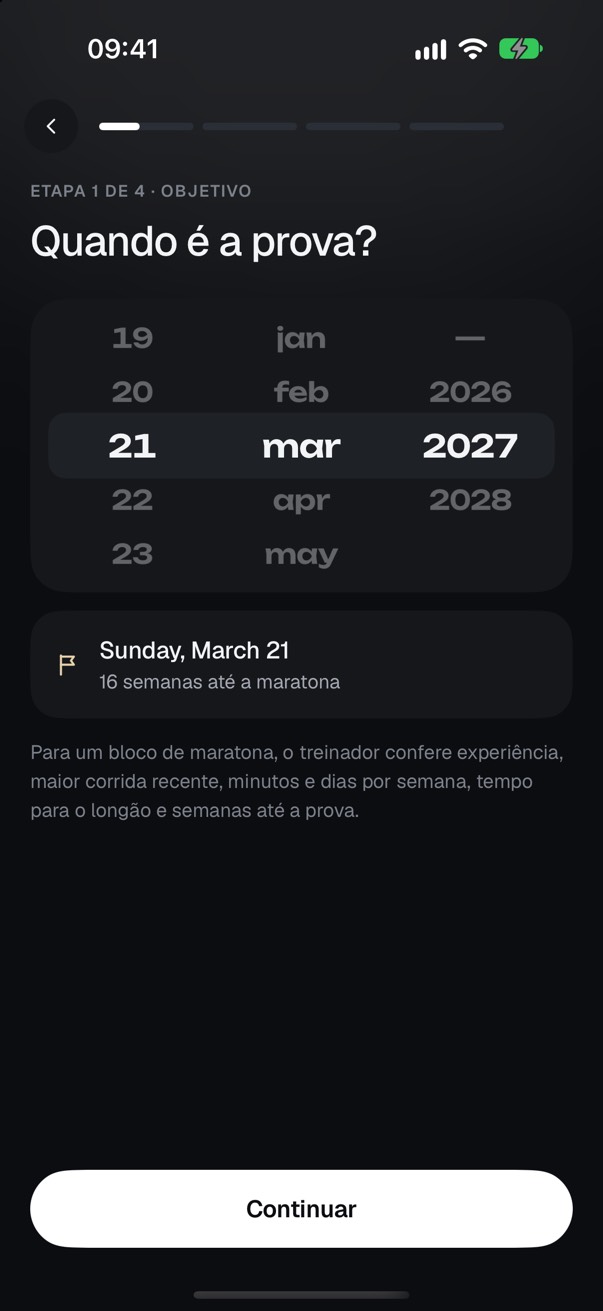 09:41
ETAPA 1 DE 4 · OBJETIVO
Quando é a prova?
19 jan —
20 feb 2026
21 mar 2027
22 apr 2028
23 may
Sunday, March 21
16 semanas até a maratona
Para um bloco de maratona, o treinador confere experiência,
maior corrida recente, minutos e dias por semana, tempo
para o longão e semanas até a prova.
Continuar